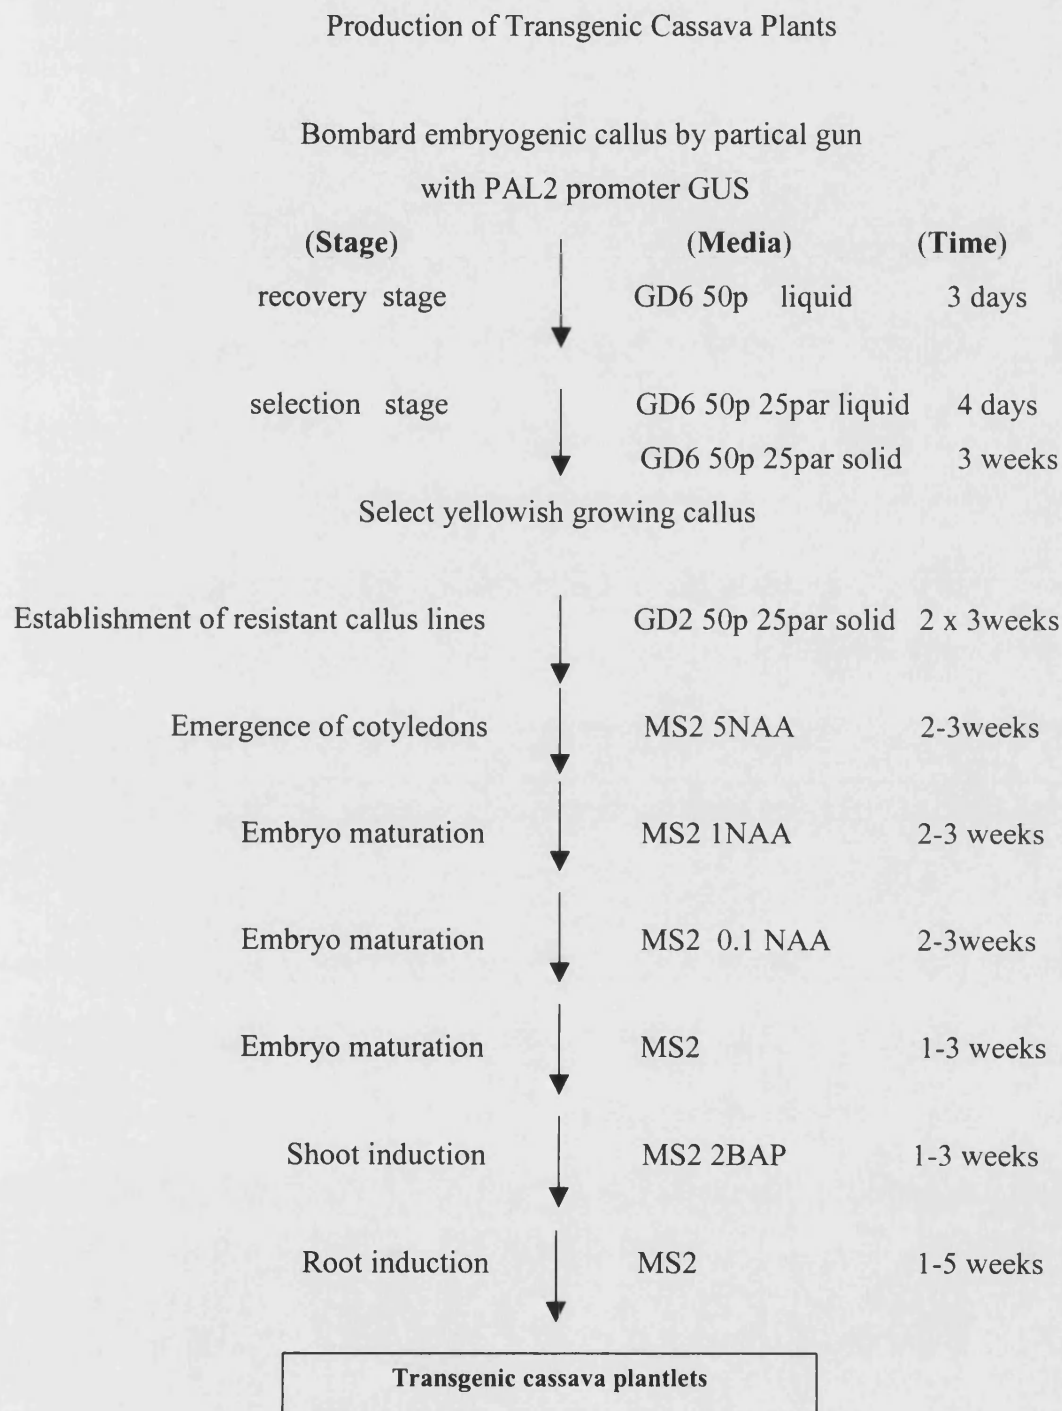 Production of Transgenic Cassava Plants
Bombard embryogenic callus by partical gun
with PAL2 promoter GUS
(Stage) (Media) (Time)
recovery stage GD6 50p liquid 3 days
selection stage GD6 50p 25par liquid 4 days
GD6 50p 25par solid 3 weeks
Select yellowish growing callus
Establishment of resistant callus lines GD2 50p 25par solid 2 x 3weeks
Emergence of cotyledons MS2 5NAA 2-3weeks
Embryo maturation MS2 1NAA 2-3 weeks
Embryo maturation MS2 0.1 NAA 2-3weeks
Embryo maturation MS2 1-3 weeks
Shoot induction MS2 2BAP 1-3 weeks
Root induction MS2 1-5 weeks
Transgenic cassava plantlets